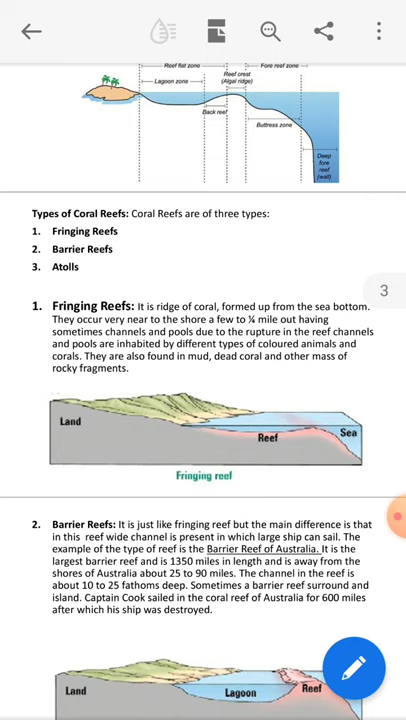 Reef flat zone
Fore reef zone
Reef crest
(Algal ridge)
Lagoon zone
Back reef
Buttress zone
Deep
fore
reef
(wall)
Types of Coral Reefs: Coral Reefs are of three types:
1. Fringing Reefs
2. Barrier Reefs
3. Atolls
3
1. Fringing Reefs: It is ridge of coral, formed up from the sea bottom.
They occur very near to the shore a few to ¼ mile out having
sometimes channels and pools due to the rupture in the reef channels
and pools are inhabited by different types of coloured animals and
corals. They are also found in mud, dead coral and other mass of
rocky fragments.
Land
Reef
Sea
Fringing reef
2. Barrier Reefs: It is just like fringing reef but the main difference is that
in this reef wide channel is present in which large ship can sail. The
example of the type of reef is the Barrier Reef of Australia. It is the
largest barrier reef and is 1350 miles in length and is away from the
shores of Australia about 25 to 90 miles. The channel in the reef is
about 10 to 25 fathoms deep. Sometimes a barrier reef surround and
island. Captain Cook sailed in the coral reef of Australia for 600 miles
after which his ship was destroyed.
Land
Lagoon
Reef